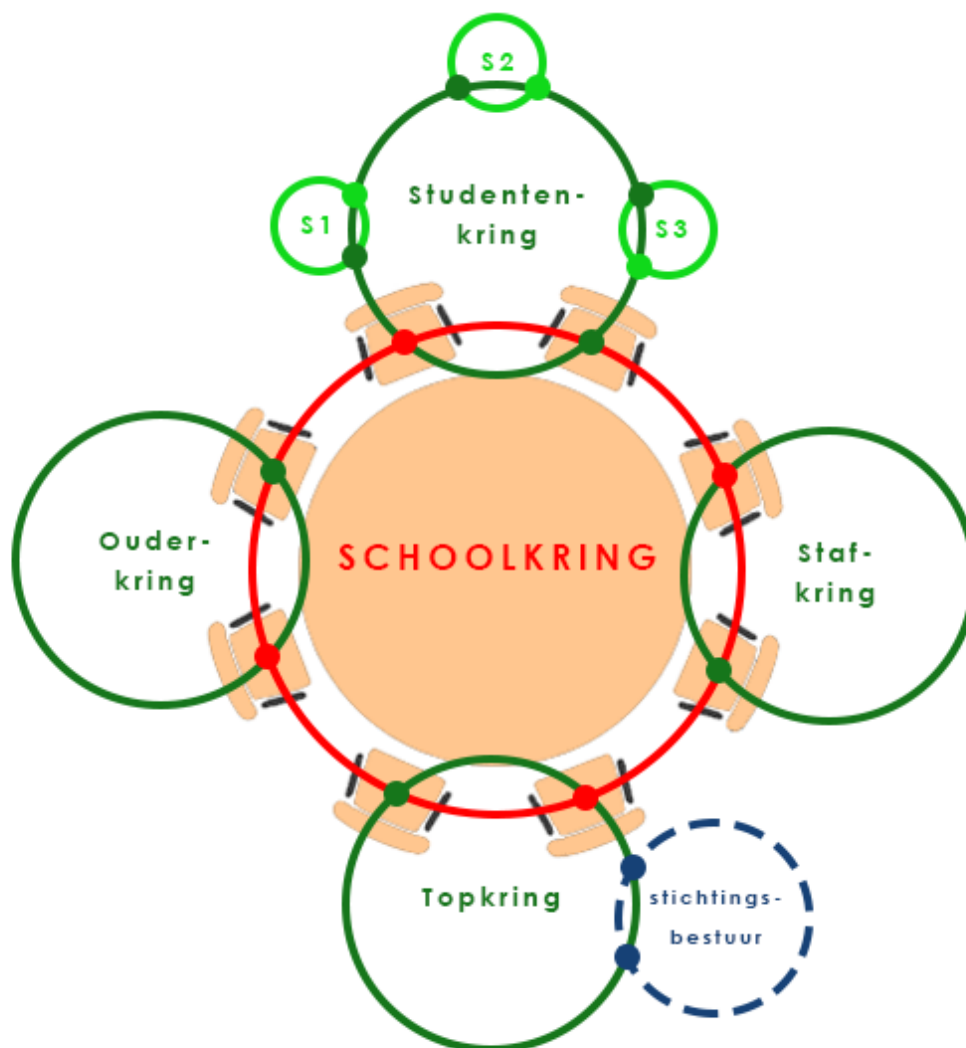 S2
Studenten-
kring
S1
S3
Ouder-
kring
SCHOOLKRING
Staf-
kring
Topkring
stichtings-
bestuur